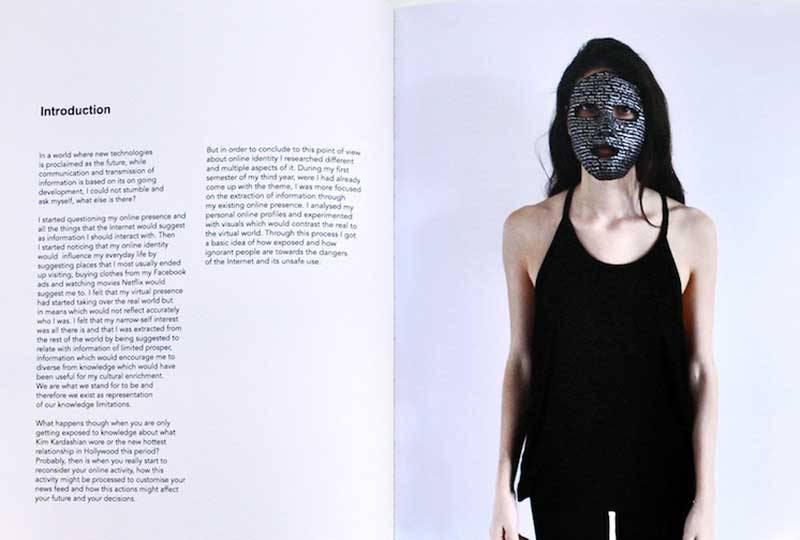 Introduction
In a world where new technologies
is proclaimed as the future, while
communication and transmission of
information is based on its on going
development, I could not stumble and
ask myself, what else is there?
I started questioning my online presence and
all the things that the Internet would suggest
as information I should interact with. Then
I started noticing that my online identity
would influence my everyday life by
suggesting places that I most usually ended
up visiting, buying clothes from my Facebook
ads and watching movies Netflix would
suggest me to. I felt that my virtual presence
had started taking over the real world but
in means which would not reflect accurately
who I was. I felt that my narrow-self interest
was all there is and that I was extracted from
the rest of the world by being suggested to
relate with information of limited prosper,
information which would encourage me to
diverse from knowledge which would have
been useful for my cultural enrichment.
We are what we stand for to be and
therefore we exist as representation
of our knowledge limitations.
What happens though when you are only
getting exposed to knowledge about what
Kim Kardashian wore or the new hottest
relationship in Hollywood this period?
Probably, then is when you really start to
reconsider your online activity, how this
activity might be processed to customise your
news feed and how this actions might affect
your future and your decisions.
But in order to conclude to this point of view
about online identity I researched different
and multiple aspects of it. During my first
semester of my third year, were I had already
come up with the theme, I was more focused
on the extraction of information through
my existing online presence. I analysed my
personal online profiles and experimented
with visuals which would contrast the real to
the virtual world. Through this process I got
a basic idea of how exposed and how
ignorant people are towards the dangers
of the Internet and its unsafe use.